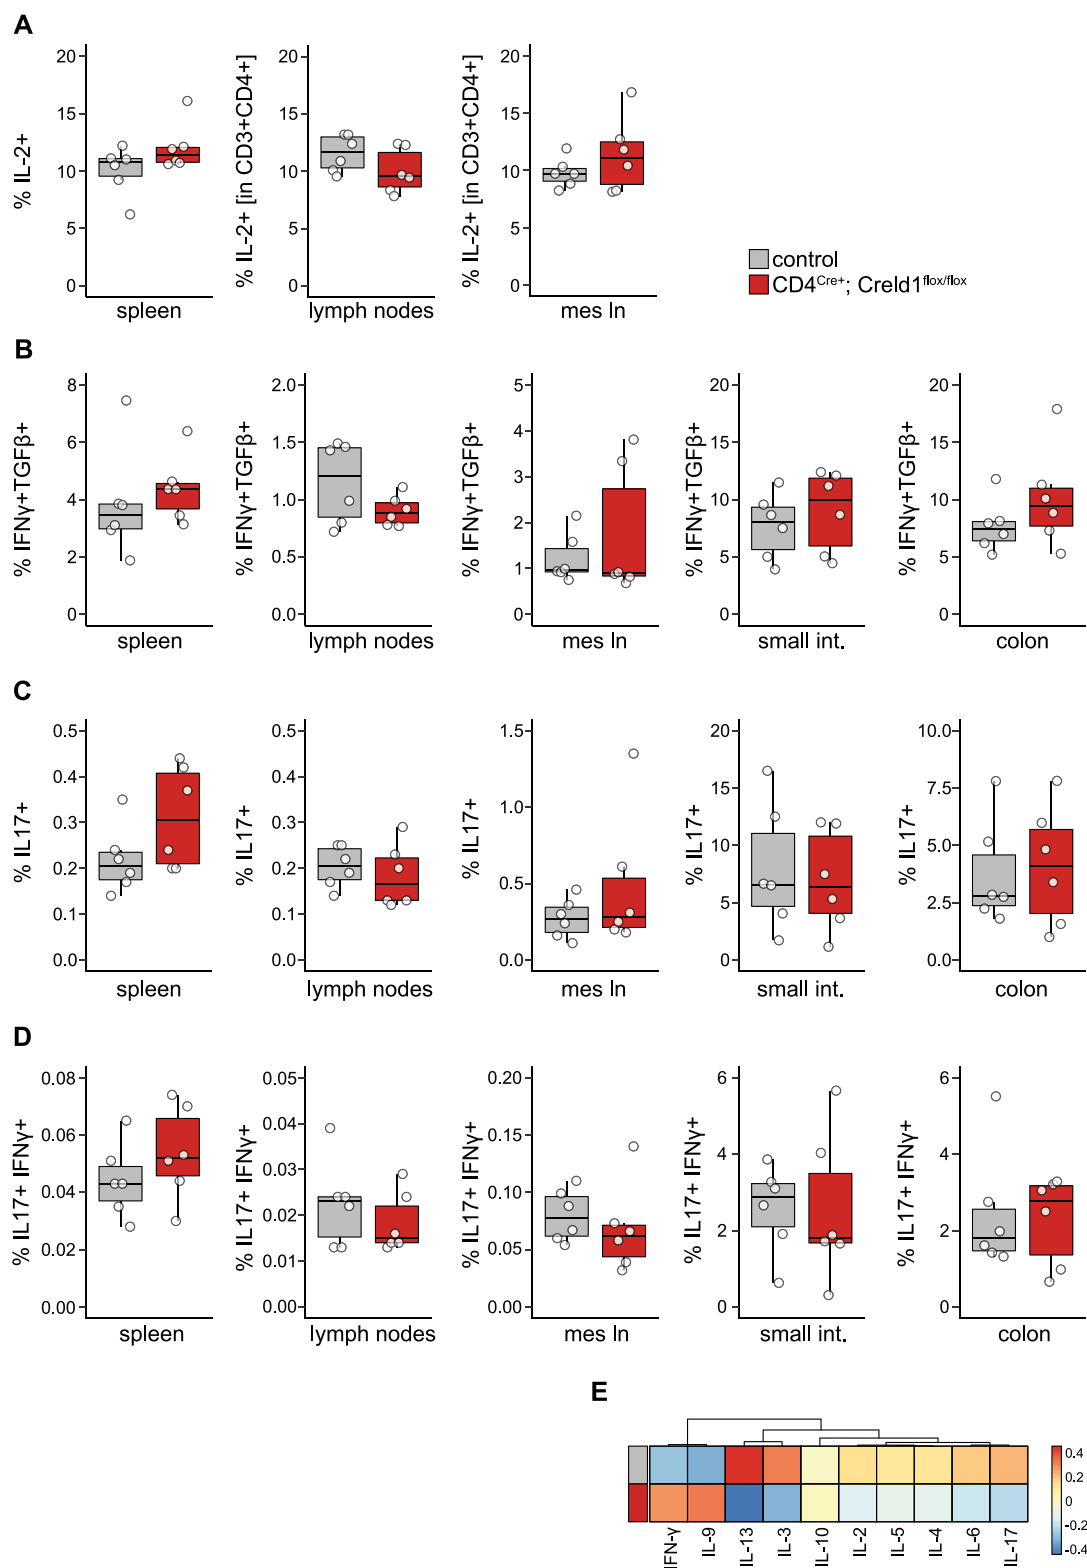 A
% IL-2+
20
15
10
5
0
spleen
% IL-2+ [in CD3+CD4+]
20
15
10
5
0
lymph nodes
% IL-2+ [in CD3+CD4+]
20
15
10
5
0
mes ln
control
CD4Cre+; Creld1flox/flox
B
% IFNγ+TGFβ+
8
6
4
2
0
spleen
% IFNγ+TGFβ+
2.0
1.5
1.0
0.5
0.0
lymph nodes
% IFNγ+TGFβ+
5
4
3
2
1
0
mes ln
% IFNγ+TGFβ+
20
15
10
5
0
small int.
% IFNγ+TGFβ+
20
15
10
5
0
colon
C
% IL17+
0.5
0.4
0.3
0.2
0.1
0.0
spleen
% IL17+
0.5
0.4
0.3
0.2
0.1
0.0
lymph nodes
% IL17+
1.5
1.0
0.5
0.0
mes ln
% IL17+
20
15
10
5
0
small int.
% IL17+
10.0
7.5
5.0
2.5
0.0
colon
D
% IL17+ IFNγ+
0.08
0.06
0.04
0.02
0.00
spleen
% IL17+ IFNγ+
0.05
0.04
0.03
0.02
0.01
0.00
lymph nodes
% IL17+ IFNγ+
0.20
0.15
0.10
0.05
0.00
mes ln
% IL17+ IFNγ+
6
4
2
0
small int.
% IL17+ IFNγ+
6
4
2
0
colon
E
0.4
0.2
0
-0.2
-0.4
IFN-γ
IL-9
IL-13
IL-3
IL-10
IL-2
IL-5
IL-4
IL-6
IL-17